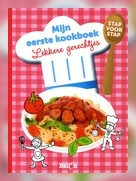 Mijn
eerste kookboek
Lekkere gerechtjes
STAP
VOOR
STAP